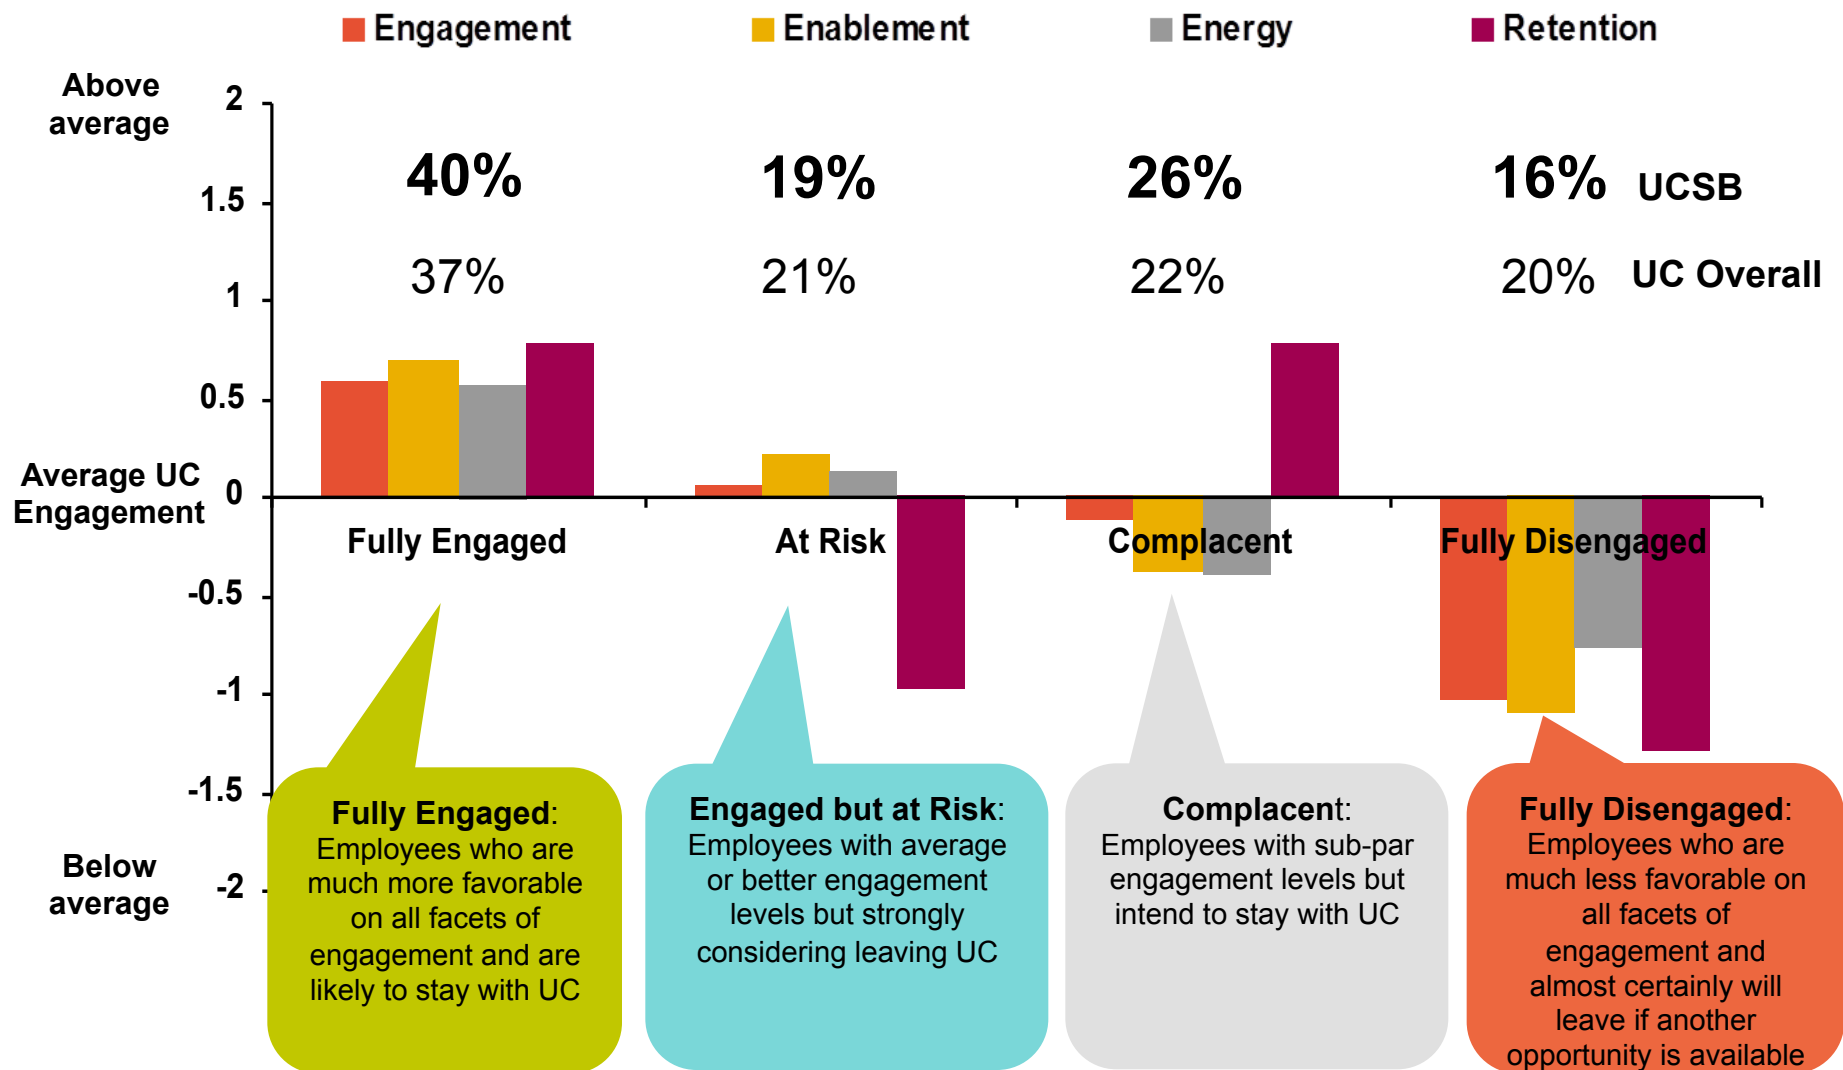 Engagement Enablement Energy Retention
Above
average
2
1.5
1
0.5
Average UC
Engagement
0
-0.5
-1
-1.5
Below
average
-2
40% 19% 26% 16% UCSB
37% 21% 22% 20% UC Overall
Fully Engaged At Risk Complacent Fully Disengaged
Fully Engaged:
Employees who are
much more favorable
on all facets of
engagement and are
likely to stay with UC
Engaged but at Risk:
Employees with average
or better engagement
levels but strongly
considering leaving UC
Complacent:
Employees with sub-par
engagement levels but
intend to stay with UC
Fully Disengaged:
Employees who are
much less favorable on
all facets of
engagement and
almost certainly will
leave if another
opportunity is available